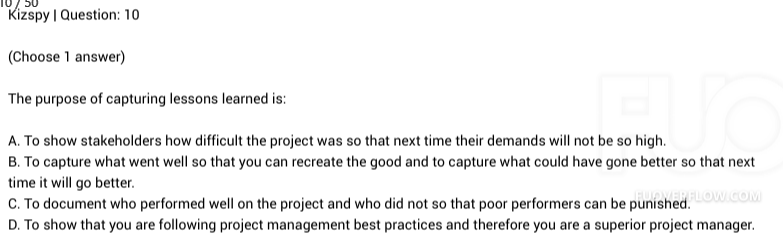 10 / 50
Kizspy | Question: 10
(Choose 1 answer)
The purpose of capturing lessons learned is:
A. To show stakeholders how difficult the project was so that next time their demands will not be so high.
B. To capture what went well so that you can recreate the good and to capture what could have gone better so that next
time it will go better.
C. To document who performed well on the project and who did not so that poor performers can be punished.
D. To show that you are following project management best practices and therefore you are a superior project manager.
FUO
FUOVERFLOW.COM